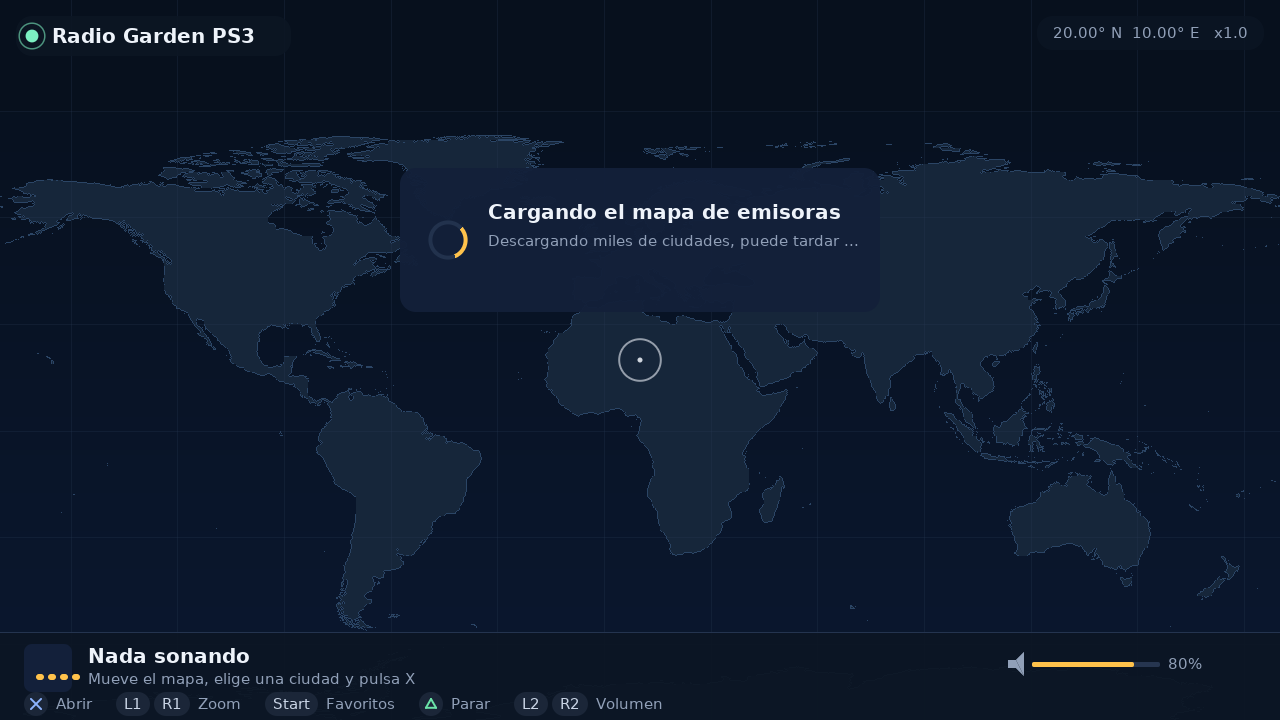 Radio Garden PS3
20.00° N 10.00° E x1.0
Cargando el mapa de emisoras
Descargando miles de ciudades, puede tardar ...
Nada sonando
Mueve el mapa, elige una ciudad y pulsa X
80%
Abrir L1 R1 Zoom Start Favoritos Parar L2 R2 Volumen